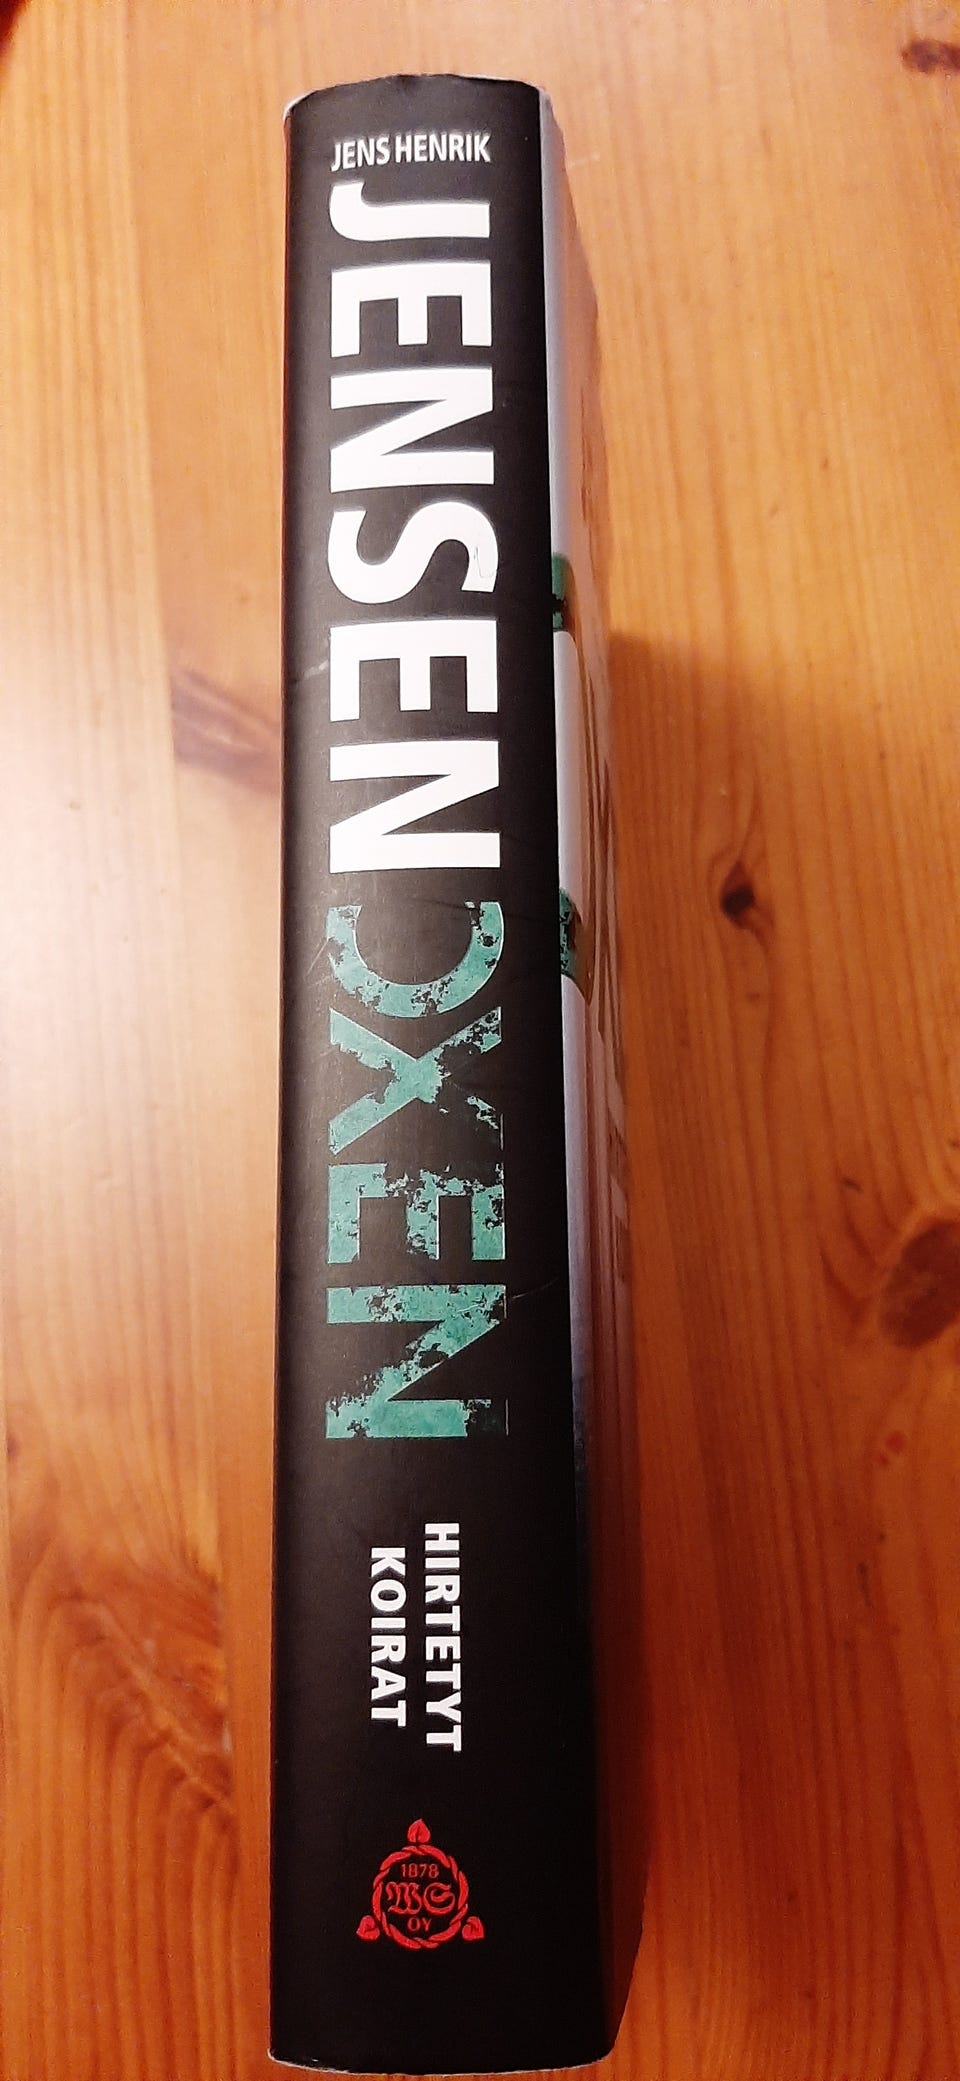 JENS HENRIK
JENSEN
OXEN
HIRTETYT
KOIRAT
1878
WS
OY